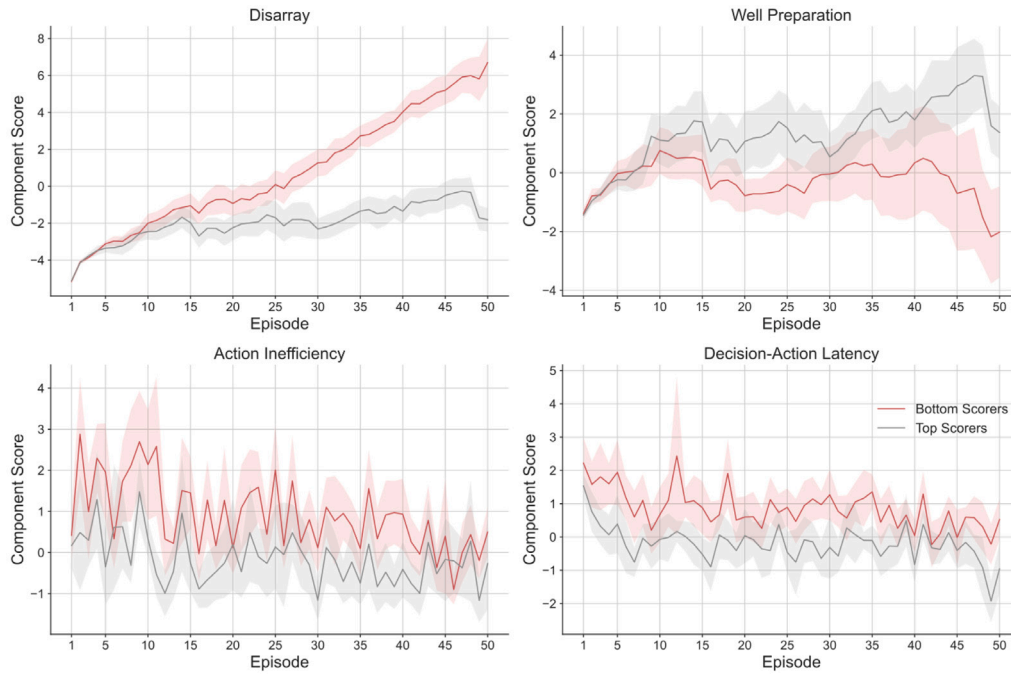 Disarray
Component Score
8
6
4
2
0
−2
−4
1 5 10 15 20 25 30 35 40 45 50
Episode
Well Preparation
Component Score
4
2
0
−2
−4
1 5 10 15 20 25 30 35 40 45 50
Episode
Action Inefficiency
Component Score
4
3
2
1
0
−1
1 5 10 15 20 25 30 35 40 45 50
Episode
Decision-Action Latency
Component Score
5
4
3
2
1
0
−1
−2
Bottom Scorers
Top Scorers
1 5 10 15 20 25 30 35 40 45 50
Episode